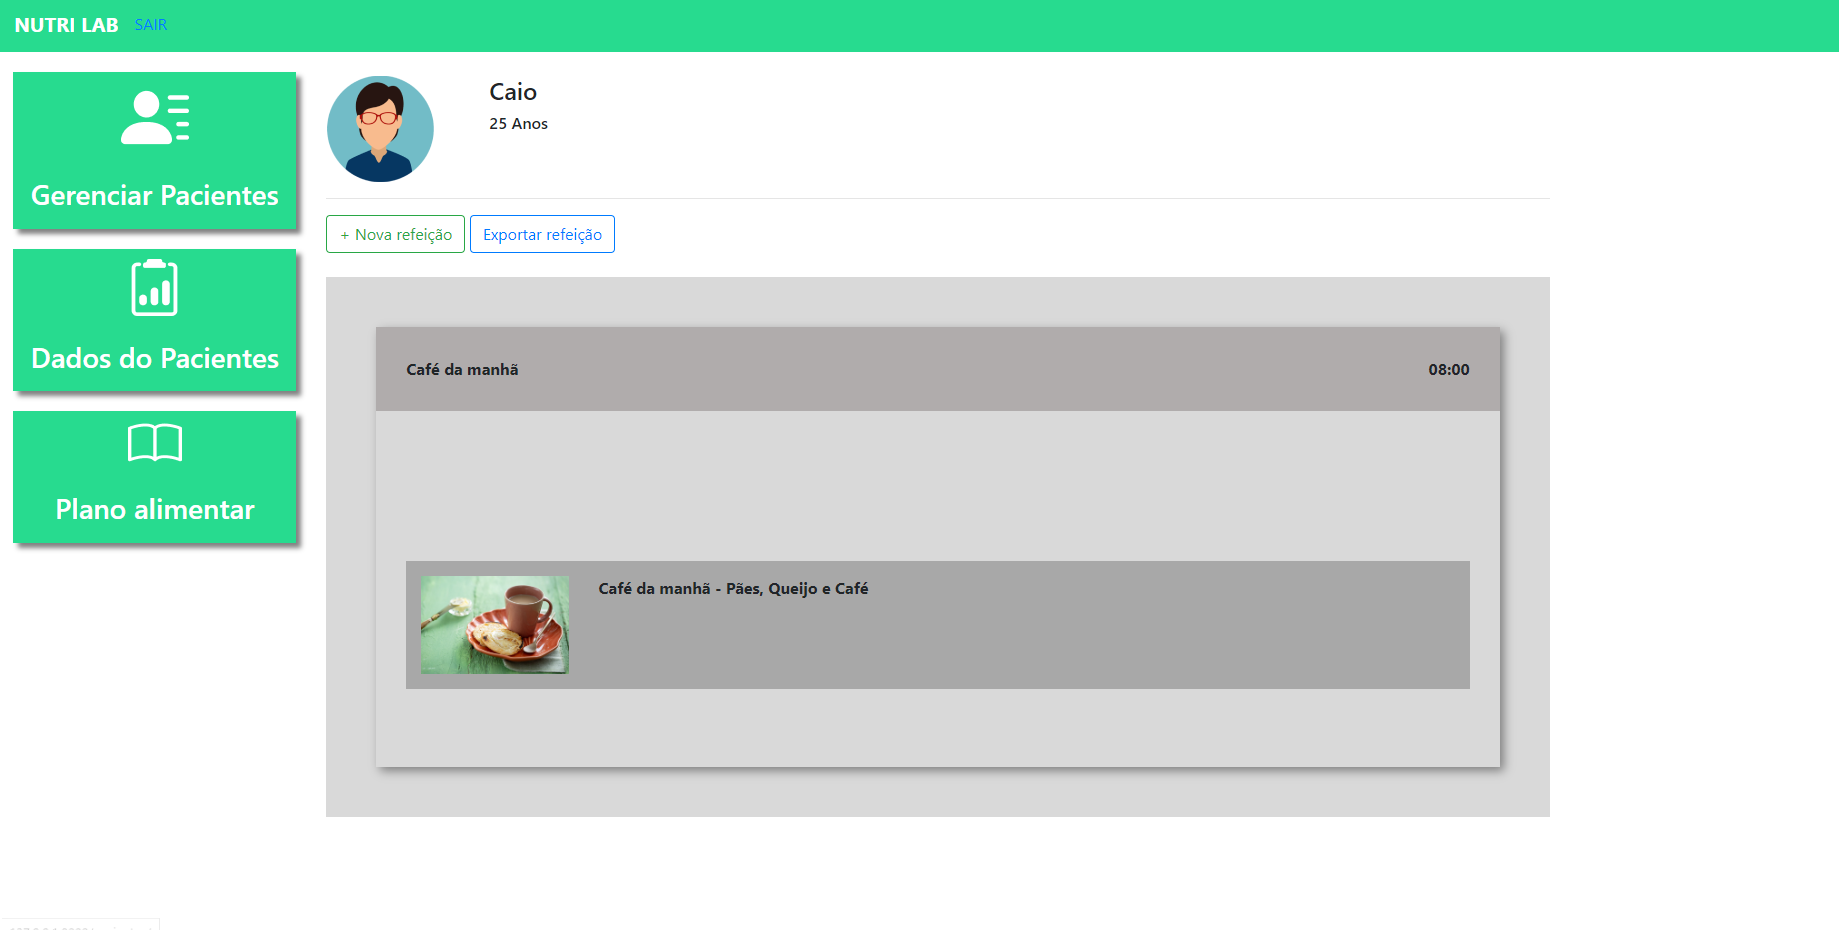 NUTRI LAB SAIR
Gerenciar Pacientes
Dados do Pacientes
Plano alimentar
Caio
25 Anos
+ Nova refeição Exportar refeição
Café da manhã 08:00
Café da manhã - Pães, Queijo e Café